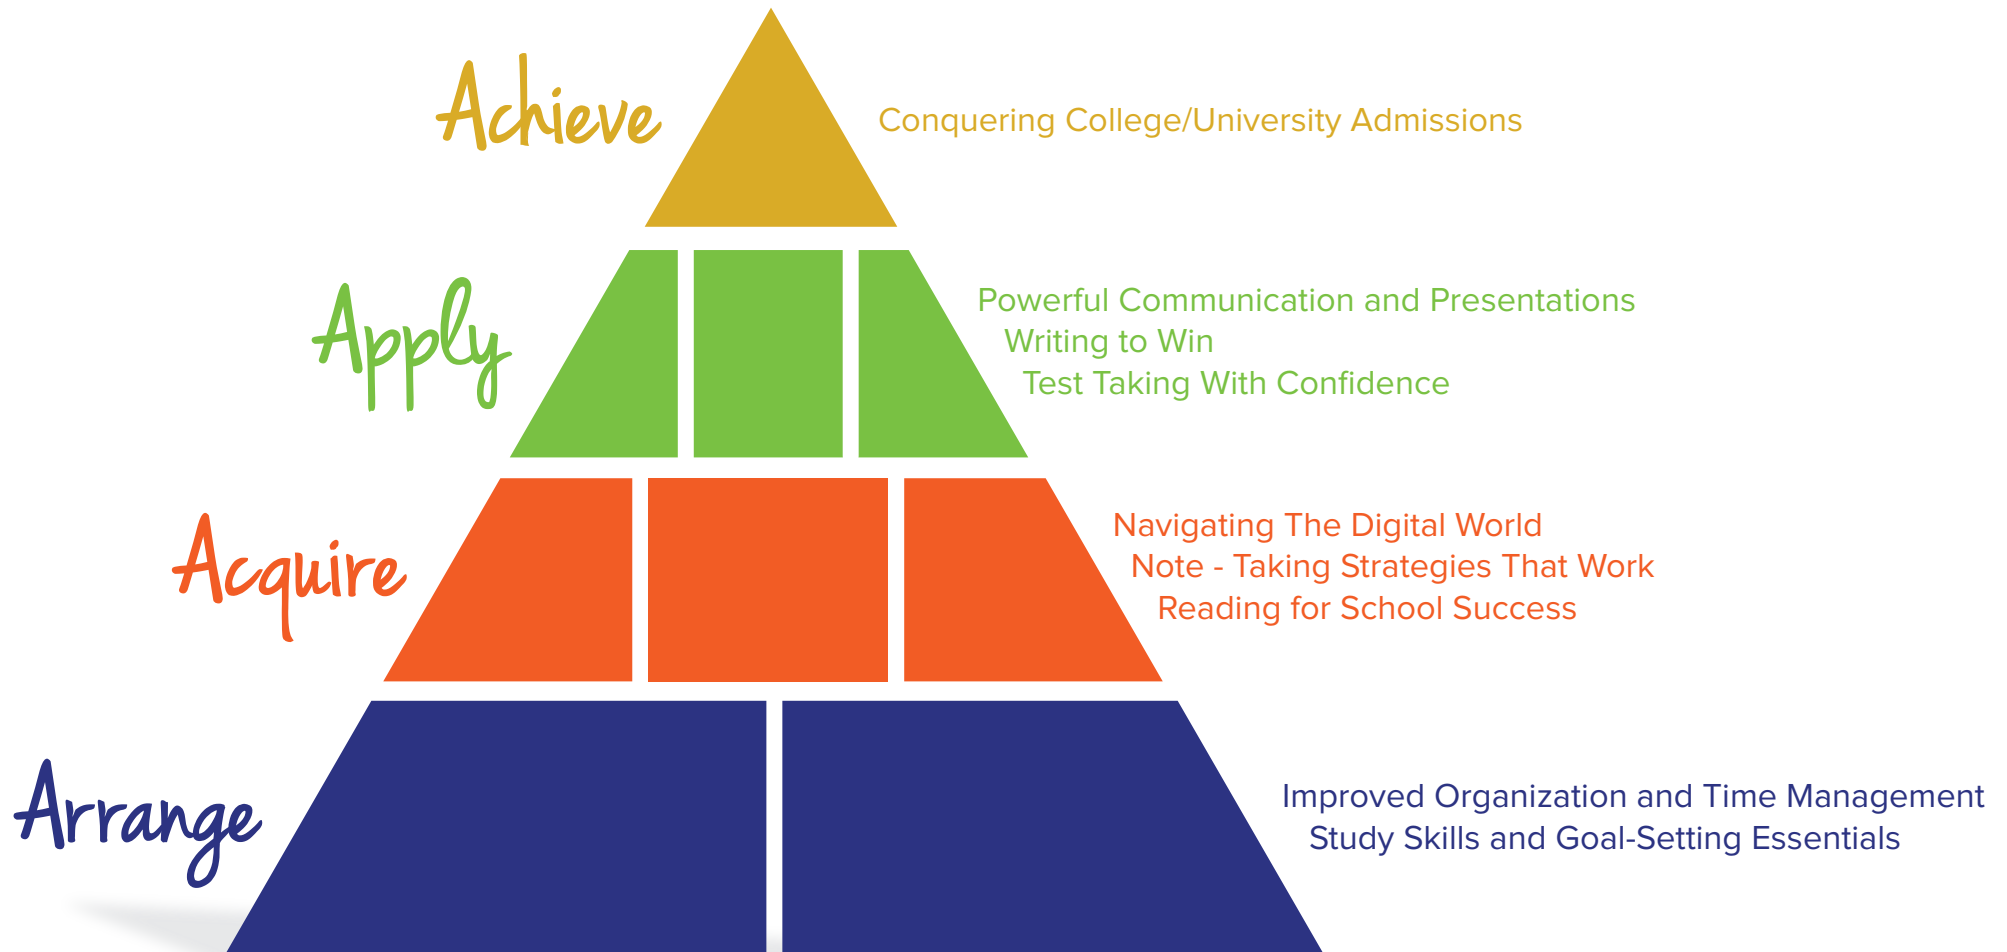 Achieve
Conquering College/University Admissions
Apply
Powerful Communication and Presentations
Writing to Win
Test Taking With Confidence
Acquire
Navigating The Digital World
Note - Taking Strategies That Work
Reading for School Success
Arrange
Improved Organization and Time Management
Study Skills and Goal-Setting Essentials